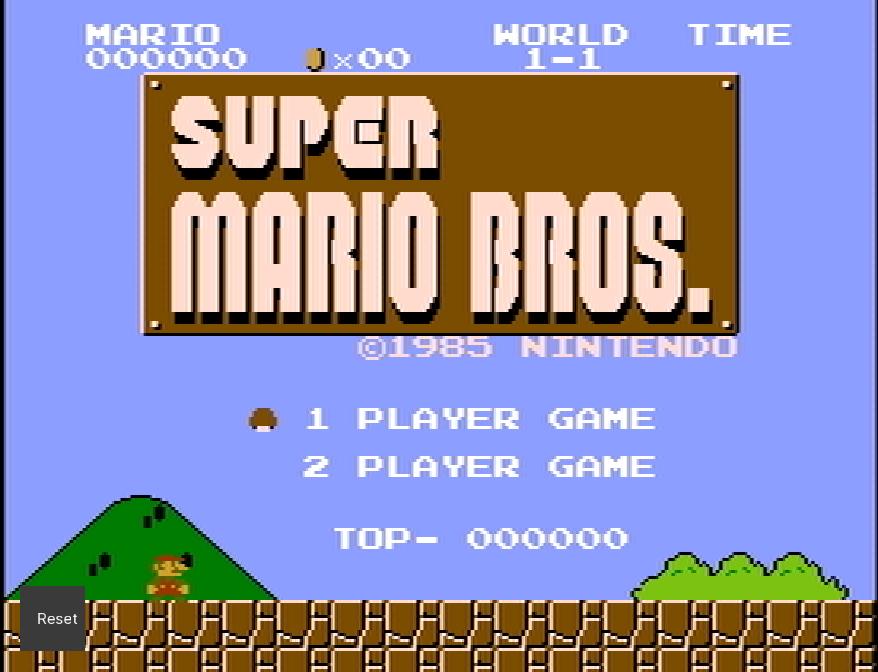 MARIO WORLD TIME
000000 ×00 1-1
SUPER
MARIO BROS.
©1985 NINTENDO
1 PLAYER GAME
2 PLAYER GAME
TOP- 000000
Reset